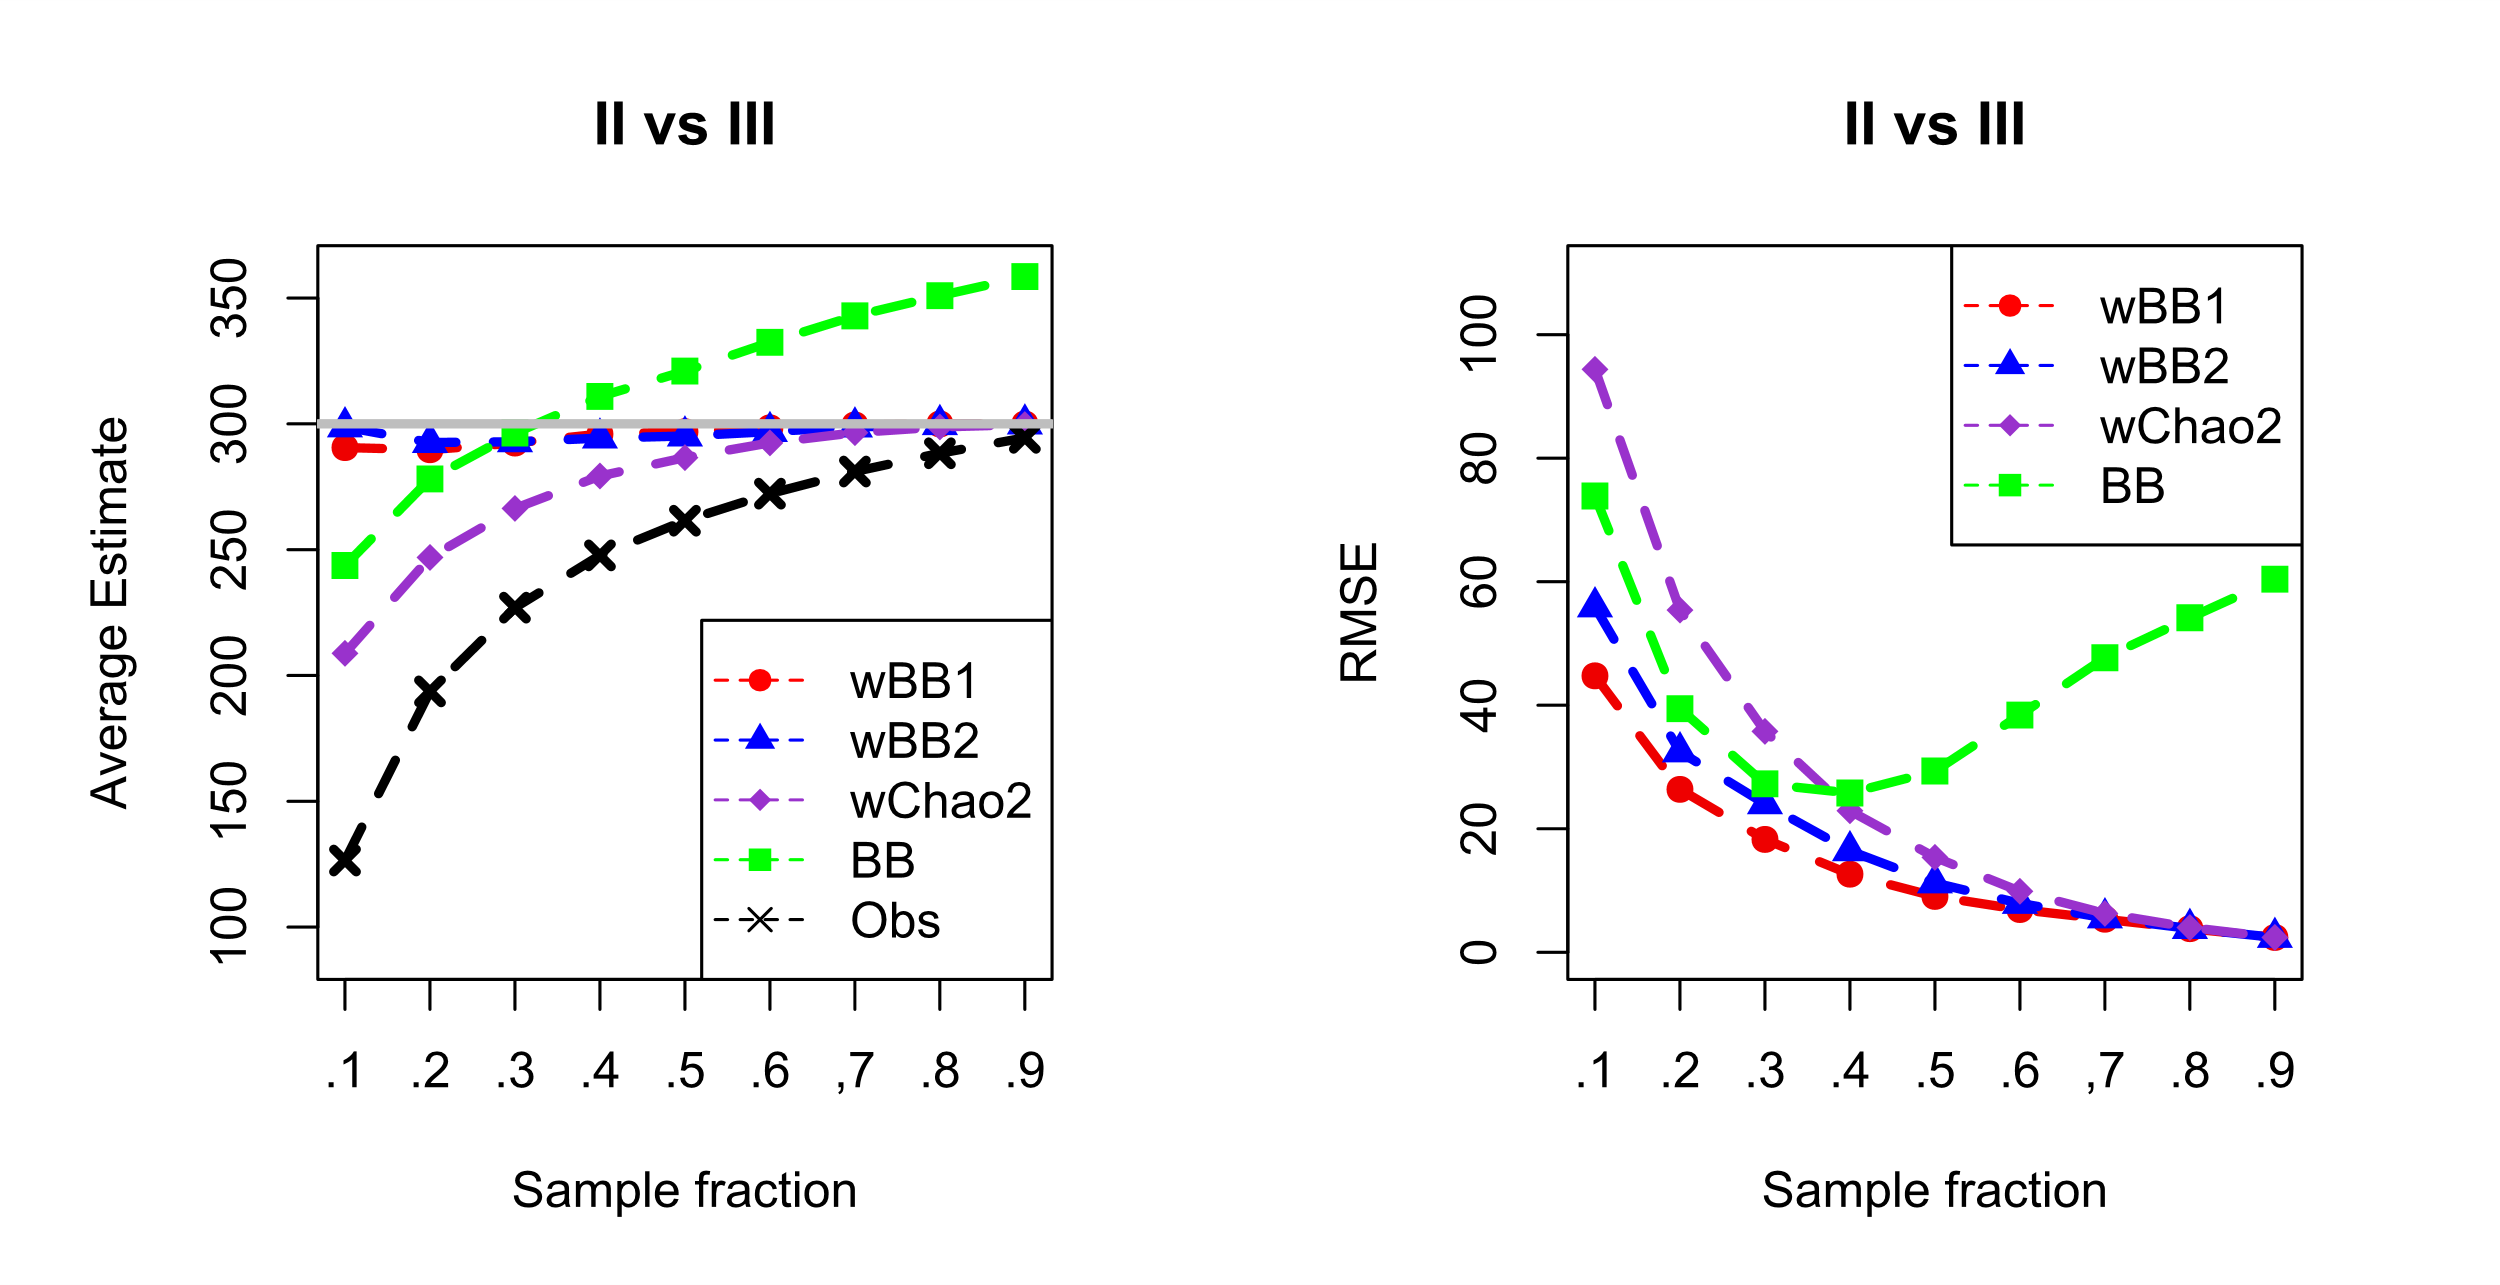 II vs III
Average Estimate
350
300
250
200
150
100
wBB1
wBB2
wChao2
BB
Obs
.1 .2 .3 .4 .5 .6 ,7 .8 .9
Sample fraction
II vs III
RMSE
100
80
60
40
20
0
wBB1
wBB2
wChao2
BB
.1 .2 .3 .4 .5 .6 ,7 .8 .9
Sample fraction